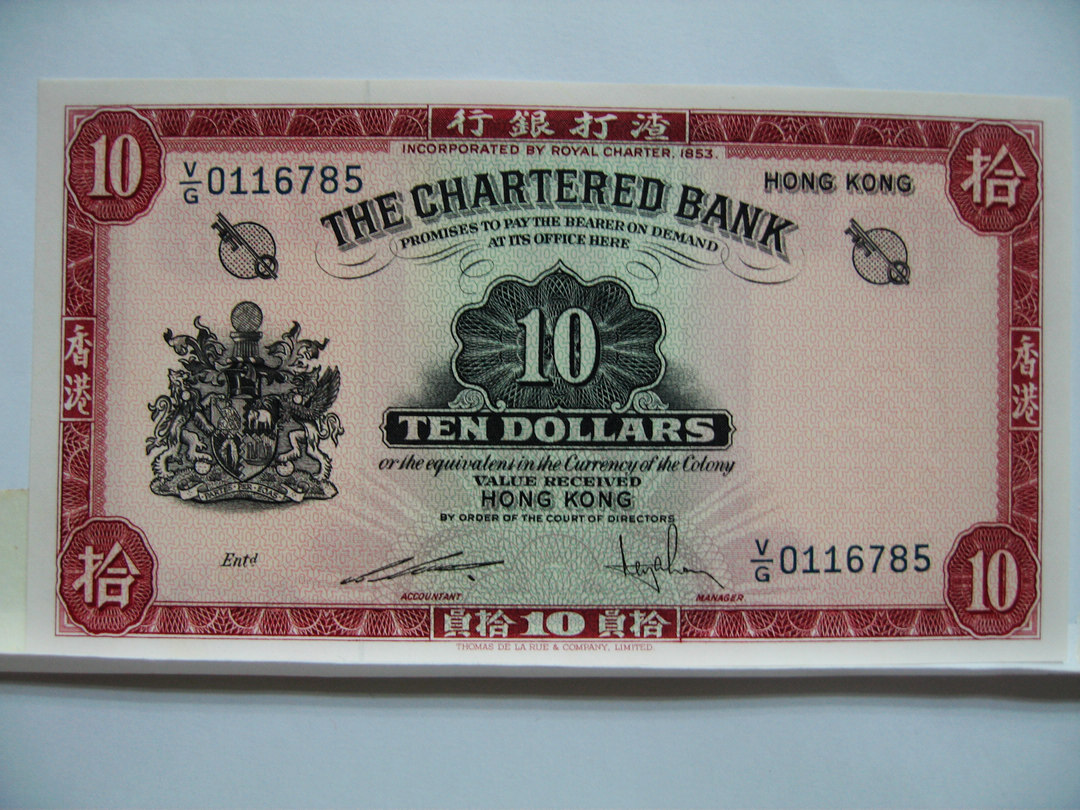 行銀打渣
INCORPORATED BY ROYAL CHARTER, 1853.
10
拾
V/G 0116785
HONG KONG
THE CHARTERED BANK
PROMISES TO PAY THE BEARER ON DEMAND
AT ITS OFFICE HERE
10
香港
香港
TEN DOLLARS
or the equivalent in the Currency of the Colony
VALUE RECEIVED
HONG KONG
BY ORDER OF THE COURT OF DIRECTORS
拾
Entd
V/G 0116785
10
ACCOUNTANT
MANAGER
員拾 10 員拾
THOMAS DE LA RUE & COMPANY, LIMITED.